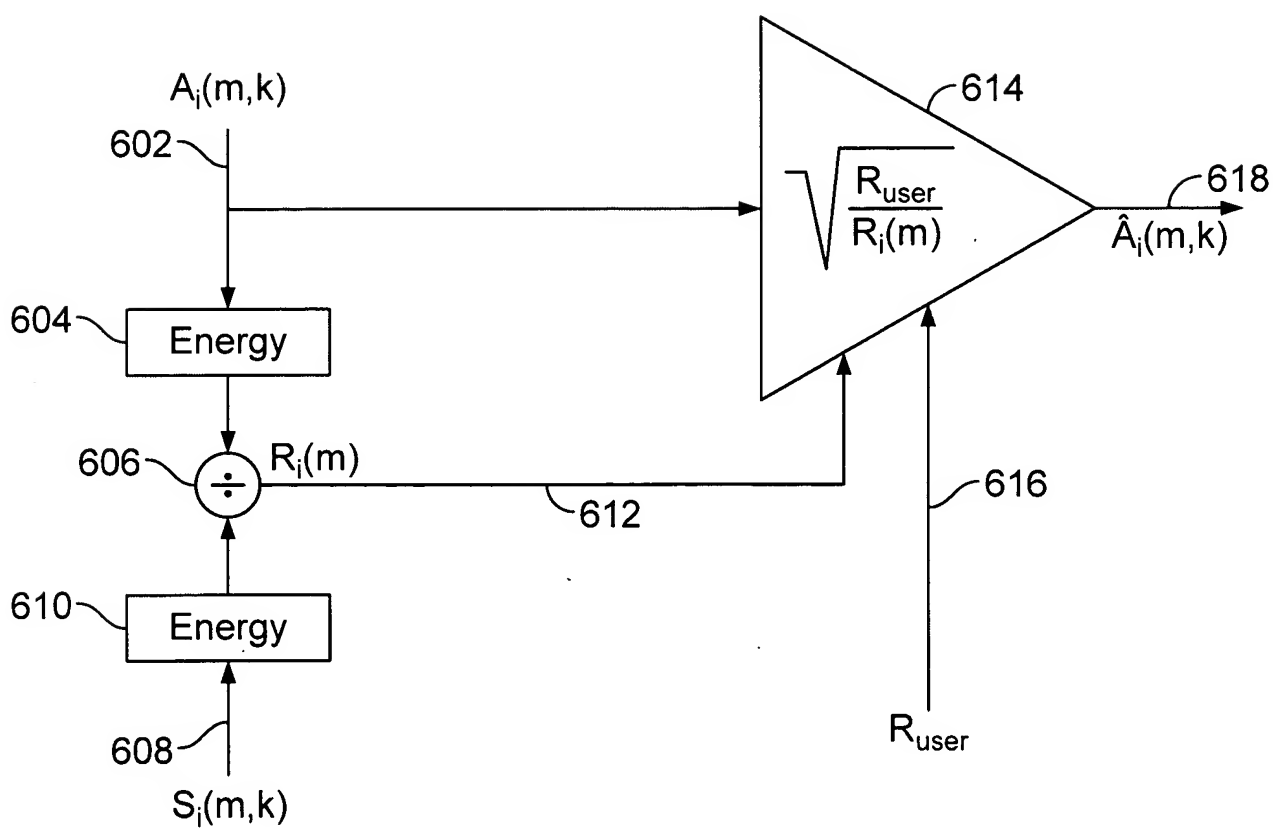 A_i(m,k)
602
614
√(R_user / R_i(m))
618
Â_i(m,k)
604
Energy
606
÷
R_i(m)
612
616
610
Energy
608
R_user
S_i(m,k)